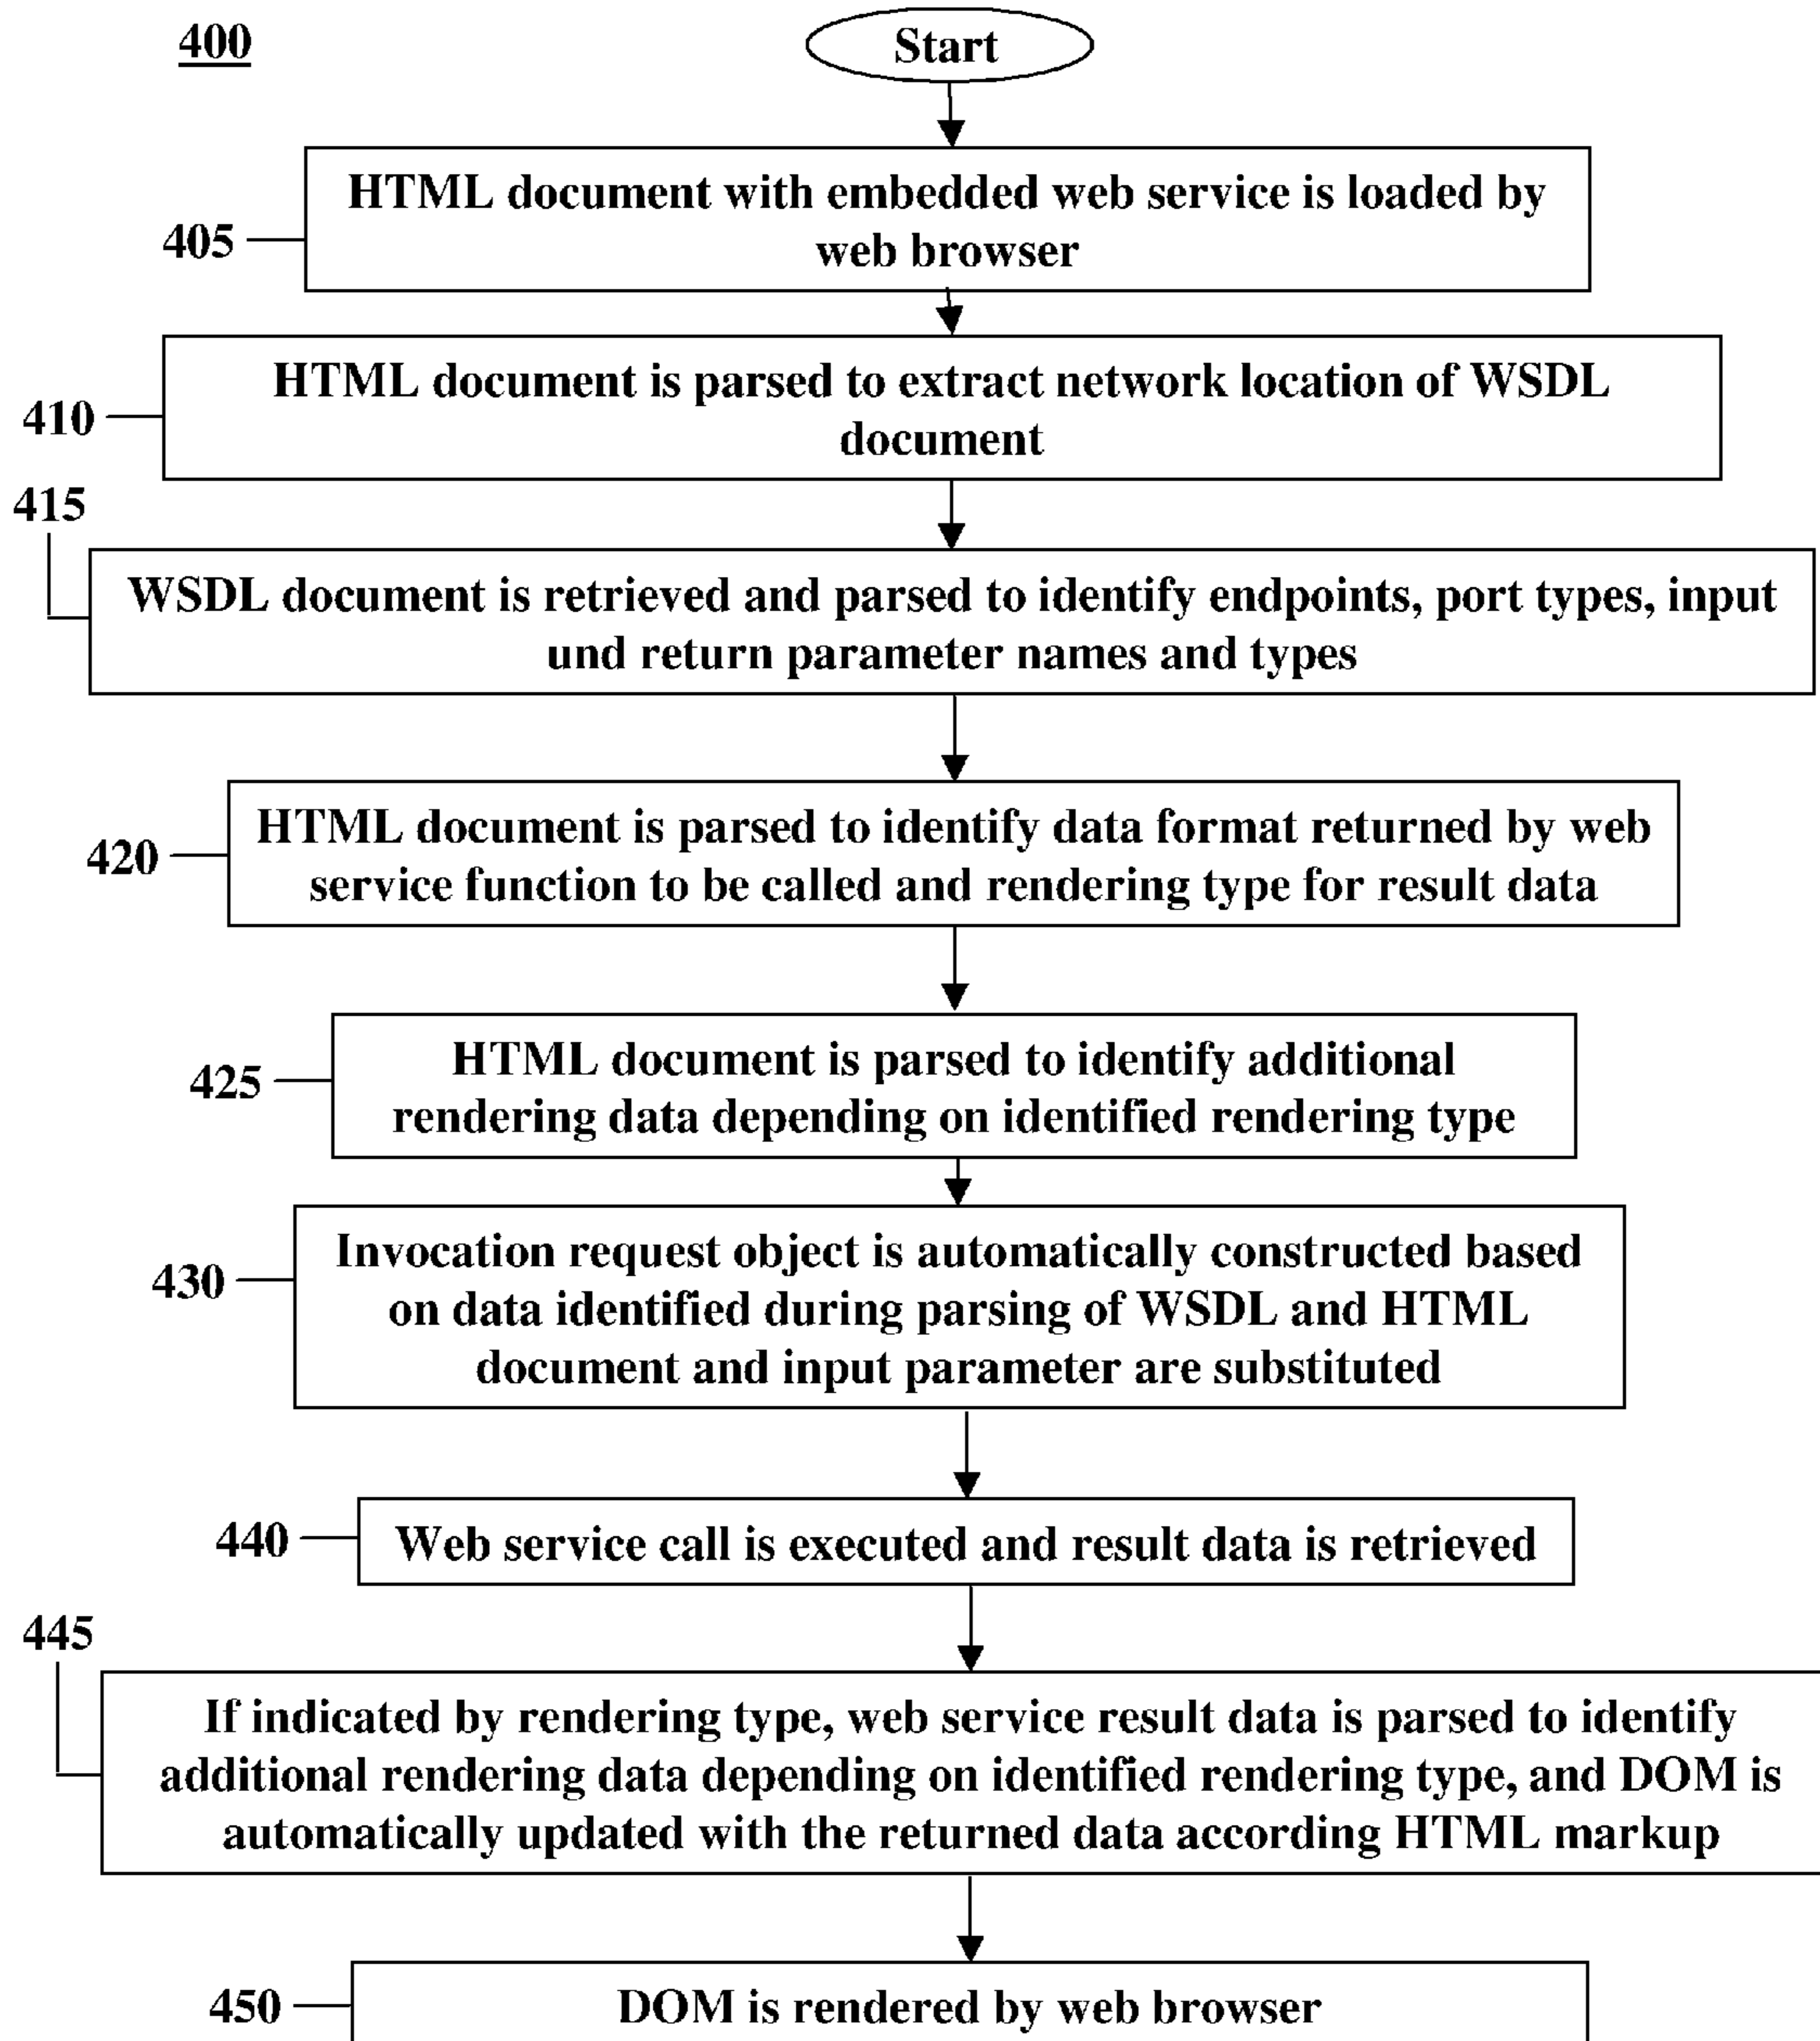 400
Start
405
HTML document with embedded web service is loaded by
web browser
410
HTML document is parsed to extract network location of WSDL
document
415
WSDL document is retrieved and parsed to identify endpoints, port types, input
und return parameter names and types
420
HTML document is parsed to identify data format returned by web
service function to be called and rendering type for result data
425
HTML document is parsed to identify additional
rendering data depending on identified rendering type
430
Invocation request object is automatically constructed based
on data identified during parsing of WSDL and HTML
document and input parameter are substituted
440
Web service call is executed and result data is retrieved
445
If indicated by rendering type, web service result data is parsed to identify
additional rendering data depending on identified rendering type, and DOM is
automatically updated with the returned data according HTML markup
450
DOM is rendered by web browser